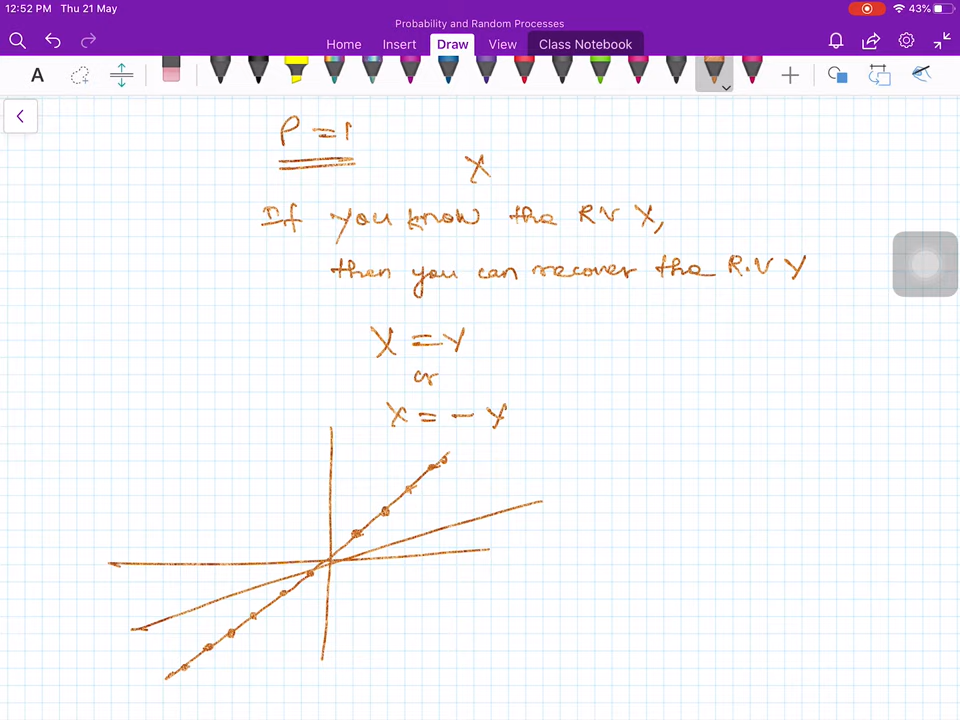 12:52 PM Thu 21 May
43%
Probability and Random Processes
Home Insert Draw View Class Notebook
A
P = 1
X
If you know the RV X,
then you can recover the R.V Y
X = Y
or
X = - Y